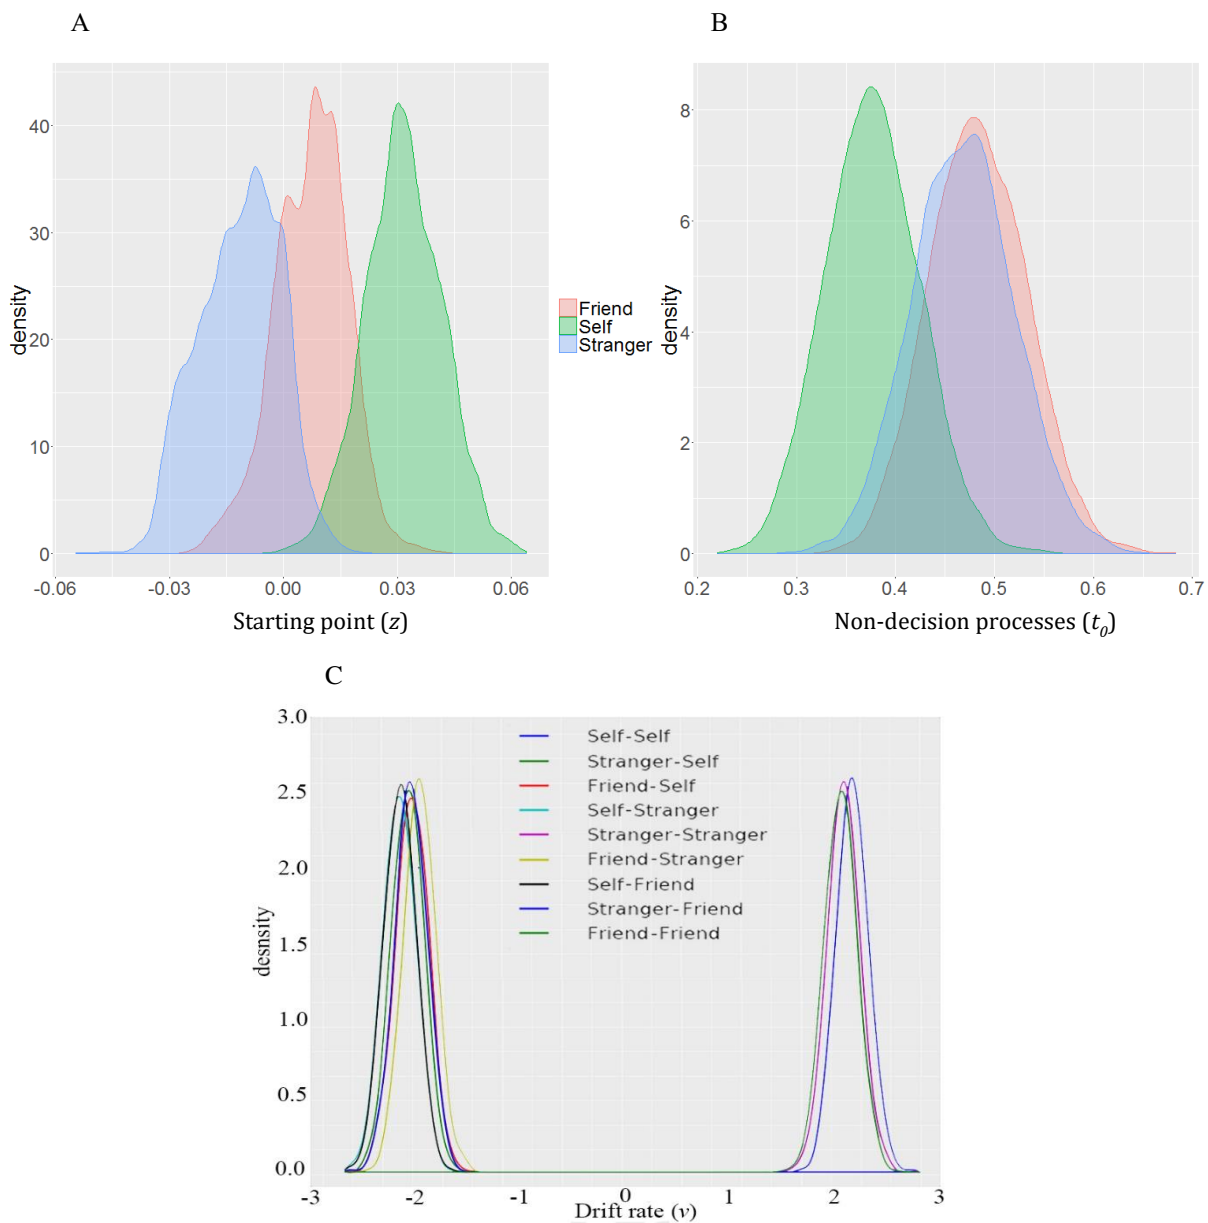 A
B
40
30
20
10
0
density
-0.06 -0.03 0.00 0.03 0.06
Starting point (z)
Friend
Self
Stranger
8
6
4
2
0
density
0.2 0.3 0.4 0.5 0.6 0.7
Non-decision processes (t0)
C
3.0
2.5
2.0
1.5
1.0
0.5
0.0
desnsity
Self-Self
Stranger-Self
Friend-Self
Self-Stranger
Stranger-Stranger
Friend-Stranger
Self-Friend
Stranger-Friend
Friend-Friend
-3 -2 -1 0 1 2 3
Drift rate (v)